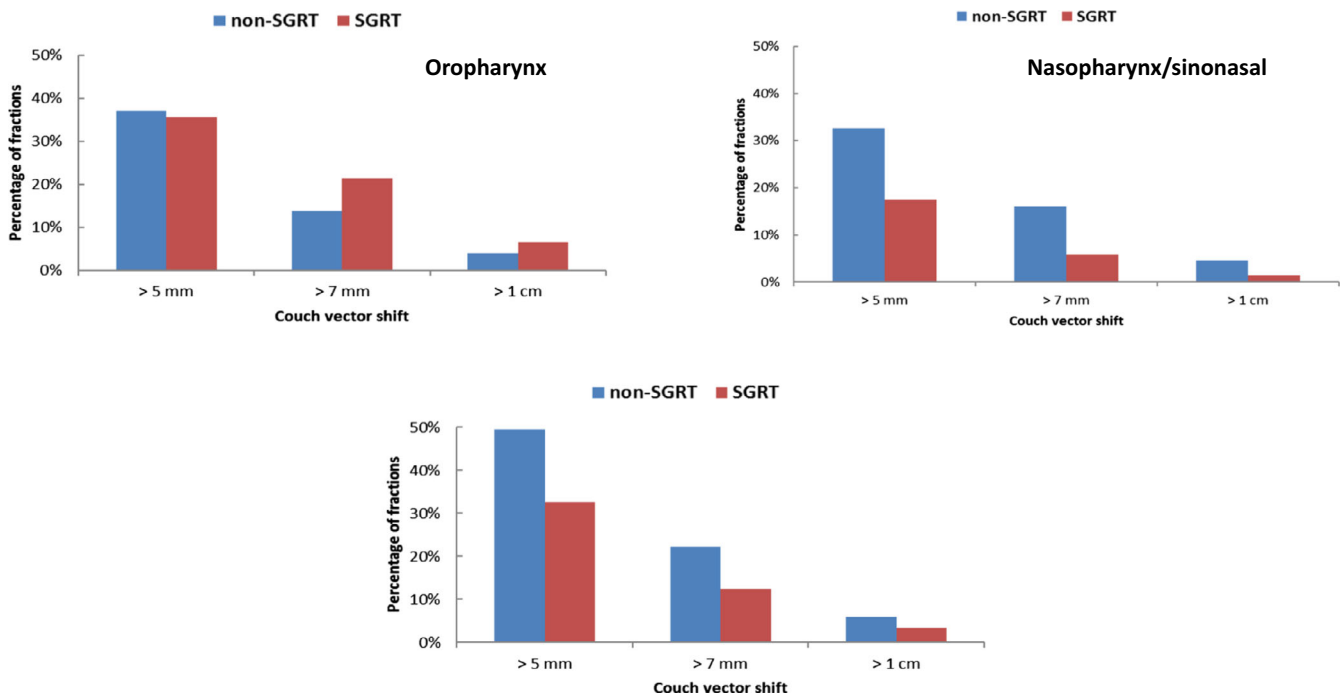 non-SGRT SGRT
Oropharynx
Percentage of fractions
50%
40%
30%
20%
10%
0%
> 5 mm > 7 mm > 1 cm
Couch vector shift
non-SGRT SGRT
Nasopharynx/sinonasal
Percentage of fractions
50%
40%
30%
20%
10%
0%
> 5 mm > 7 mm > 1 cm
Couch vector shift
non-SGRT SGRT
Percentage of fractions
50%
40%
30%
20%
10%
0%
> 5 mm > 7 mm > 1 cm
Couch vector shift